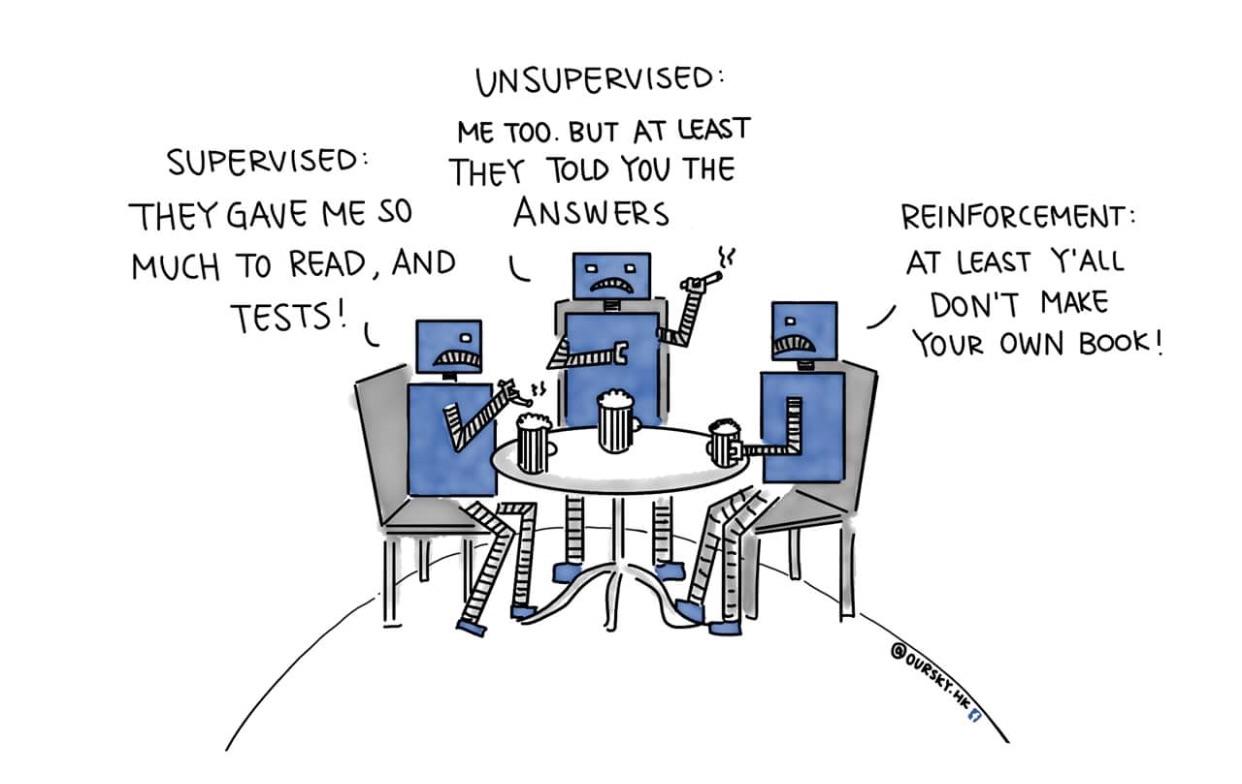 SUPERVISED:
THEY GAVE ME SO
MUCH TO READ, AND
TESTS!
UNSUPERVISED:
ME TOO. BUT AT LEAST
THEY TOLD YOU THE
ANSWERS
REINFORCEMENT:
AT LEAST Y'ALL
DON'T MAKE
YOUR OWN BOOK!
@OURSKY.HK